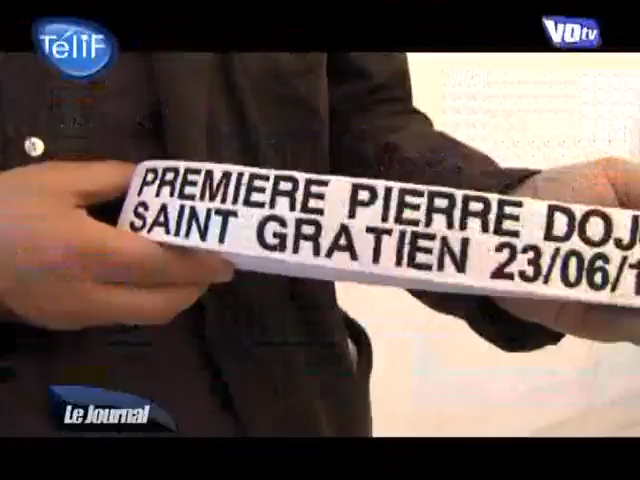 TéliF
VOtv
PREMIERE PIERRE DOJ
SAINT GRATIEN 23/06/1
Le Journal